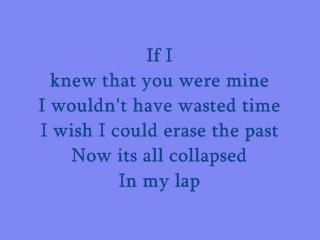 If I
knew that you were mine
I wouldn't have wasted time
I wish I could erase the past
Now its all collapsed
In my lap